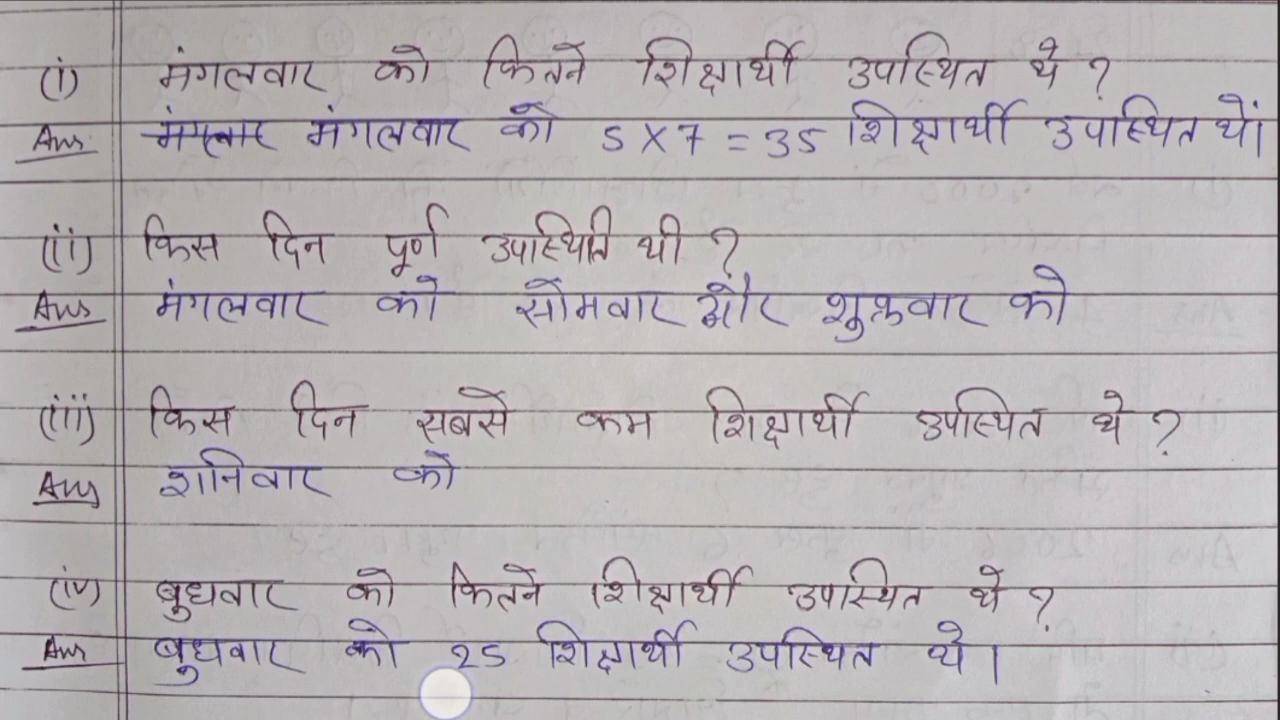 (i) मंगलवार को कितने शिक्षार्थी उपस्थित थे ?
Ans. मंगलवार को 5 X 7 = 35 शिक्षार्थी उपस्थित थें।
(ii) किस दिन पूर्ण उपस्थिति थी ?
Ans मंगलवार को सोमवार और शुक्रवार को
(iii) किस दिन सबसे कम शिक्षार्थी उपस्थित थे ?
Ans शनिवार को
(iv) बुधवार को कितने शिक्षार्थी उपस्थित थे ?
Ans बुधवार को 25 शिक्षार्थी उपस्थित थे।